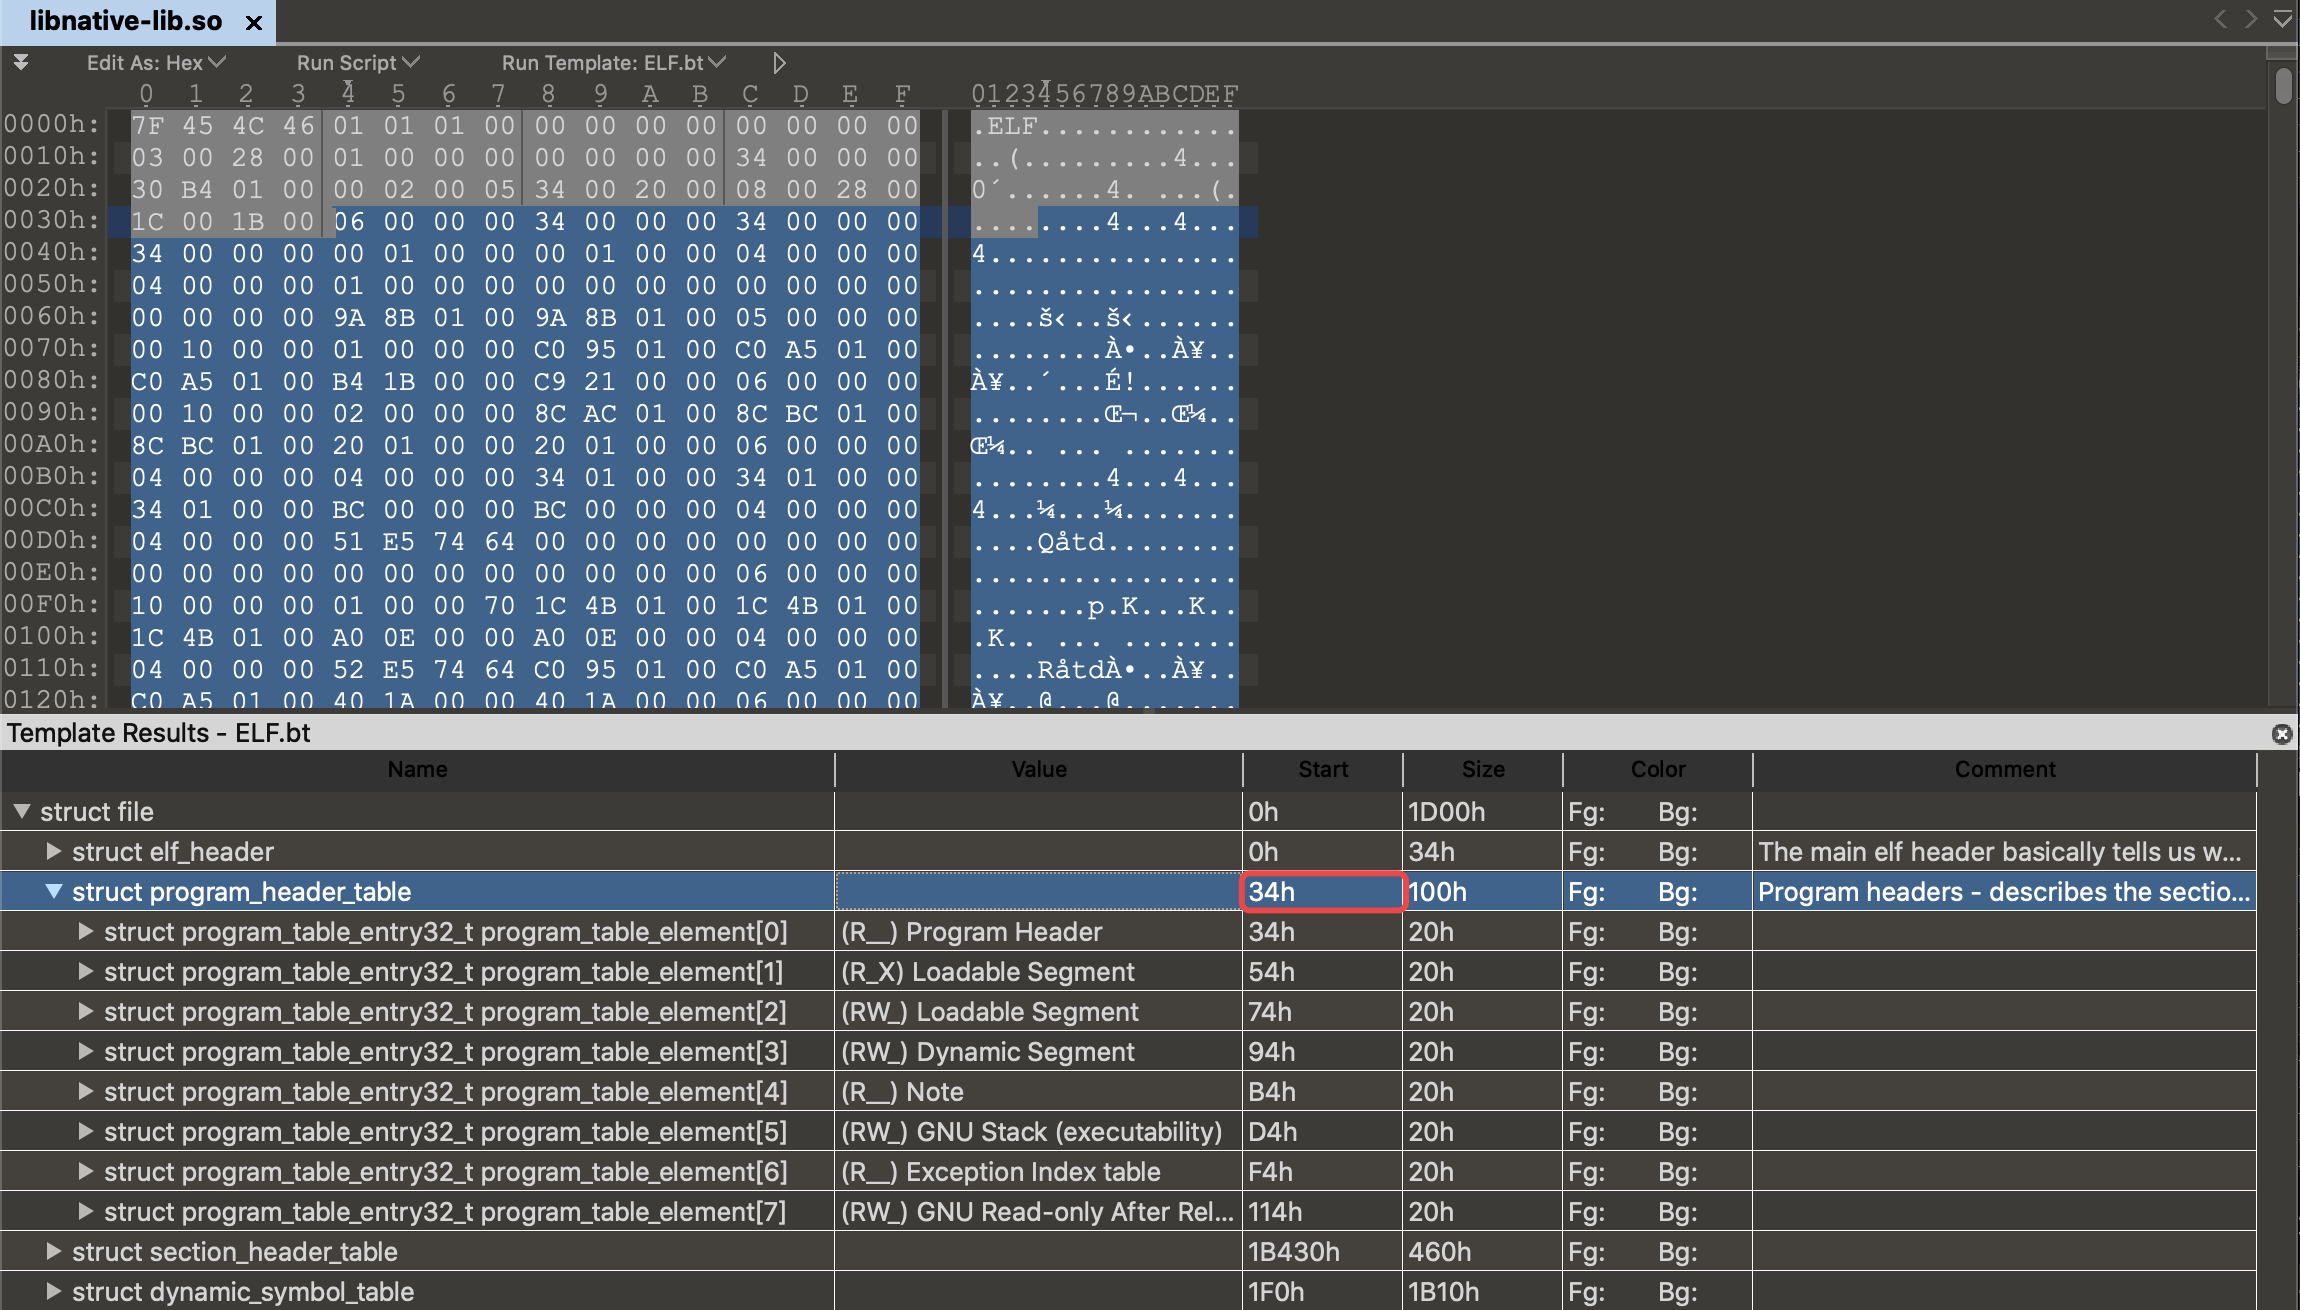 libnative-lib.so ×
Edit As: Hex Run Script Run Template: ELF.bt
0 1 2 3 4 5 6 7 8 9 A B C D E F 0123456789ABCDEF
0000h: 7F 45 4C 46 01 01 01 00 00 00 00 00 00 00 00 00 .ELF............
0010h: 03 00 28 00 01 00 00 00 00 00 00 00 34 00 00 00 ..(.........4...
0020h: 30 B4 01 00 00 02 00 05 34 00 20 00 08 00 28 00 0´......4. ...(.
0030h: 1C 00 1B 00 06 00 00 00 34 00 00 00 34 00 00 00 ........4...4...
0040h: 34 00 00 00 00 01 00 00 00 01 00 00 04 00 00 00 4...............
0050h: 04 00 00 00 01 00 00 00 00 00 00 00 00 00 00 00 ................
0060h: 00 00 00 00 9A 8B 01 00 9A 8B 01 00 05 00 00 00 ....š‹..š‹......
0070h: 00 10 00 00 01 00 00 00 C0 95 01 00 C0 A5 01 00 ........À•..À¥..
0080h: C0 A5 01 00 B4 1B 00 00 C9 21 00 00 06 00 00 00 À¥..´...É!......
0090h: 00 10 00 00 02 00 00 00 8C AC 01 00 8C BC 01 00 ........Œ¬..Œ¼..
00A0h: 8C BC 01 00 20 01 00 00 20 01 00 00 06 00 00 00 Œ¼.. ... .......
00B0h: 04 00 00 00 04 00 00 00 34 01 00 00 34 01 00 00 ........4...4...
00C0h: 34 01 00 00 BC 00 00 00 BC 00 00 00 04 00 00 00 4...¼...¼.......
00D0h: 04 00 00 00 51 E5 74 64 00 00 00 00 00 00 00 00 ....Qåtd........
00E0h: 00 00 00 00 00 00 00 00 00 00 00 00 06 00 00 00 ................
00F0h: 10 00 00 00 01 00 00 70 1C 4B 01 00 1C 4B 01 00 .......p.K...K..
0100h: 1C 4B 01 00 A0 0E 00 00 A0 0E 00 00 04 00 00 00 .K.. ... .......
0110h: 04 00 00 00 52 E5 74 64 C0 95 01 00 C0 A5 01 00 ....RåtdÀ•..À¥..
0120h: C0 A5 01 00 40 1A 00 00 40 1A 00 00 06 00 00 00 À¥..@...@.......
Template Results - ELF.bt
Name Value Start Size Color Comment
struct file 0h 1D00h Fg: Bg:
struct elf_header 0h 34h Fg: Bg: The main elf header basically tells us w...
struct program_header_table 34h 100h Fg: Bg: Program headers - describes the sectio...
struct program_table_entry32_t program_table_element[0] (R__) Program Header 34h 20h Fg: Bg:
struct program_table_entry32_t program_table_element[1] (R_X) Loadable Segment 54h 20h Fg: Bg:
struct program_table_entry32_t program_table_element[2] (RW_) Loadable Segment 74h 20h Fg: Bg:
struct program_table_entry32_t program_table_element[3] (RW_) Dynamic Segment 94h 20h Fg: Bg:
struct program_table_entry32_t program_table_element[4] (R__) Note B4h 20h Fg: Bg:
struct program_table_entry32_t program_table_element[5] (RW_) GNU Stack (executability) D4h 20h Fg: Bg:
struct program_table_entry32_t program_table_element[6] (R__) Exception Index table F4h 20h Fg: Bg:
struct program_table_entry32_t program_table_element[7] (RW_) GNU Read-only After Rel... 114h 20h Fg: Bg:
struct section_header_table 1B430h 460h Fg: Bg:
struct dynamic_symbol_table 1F0h 1B10h Fg: Bg: